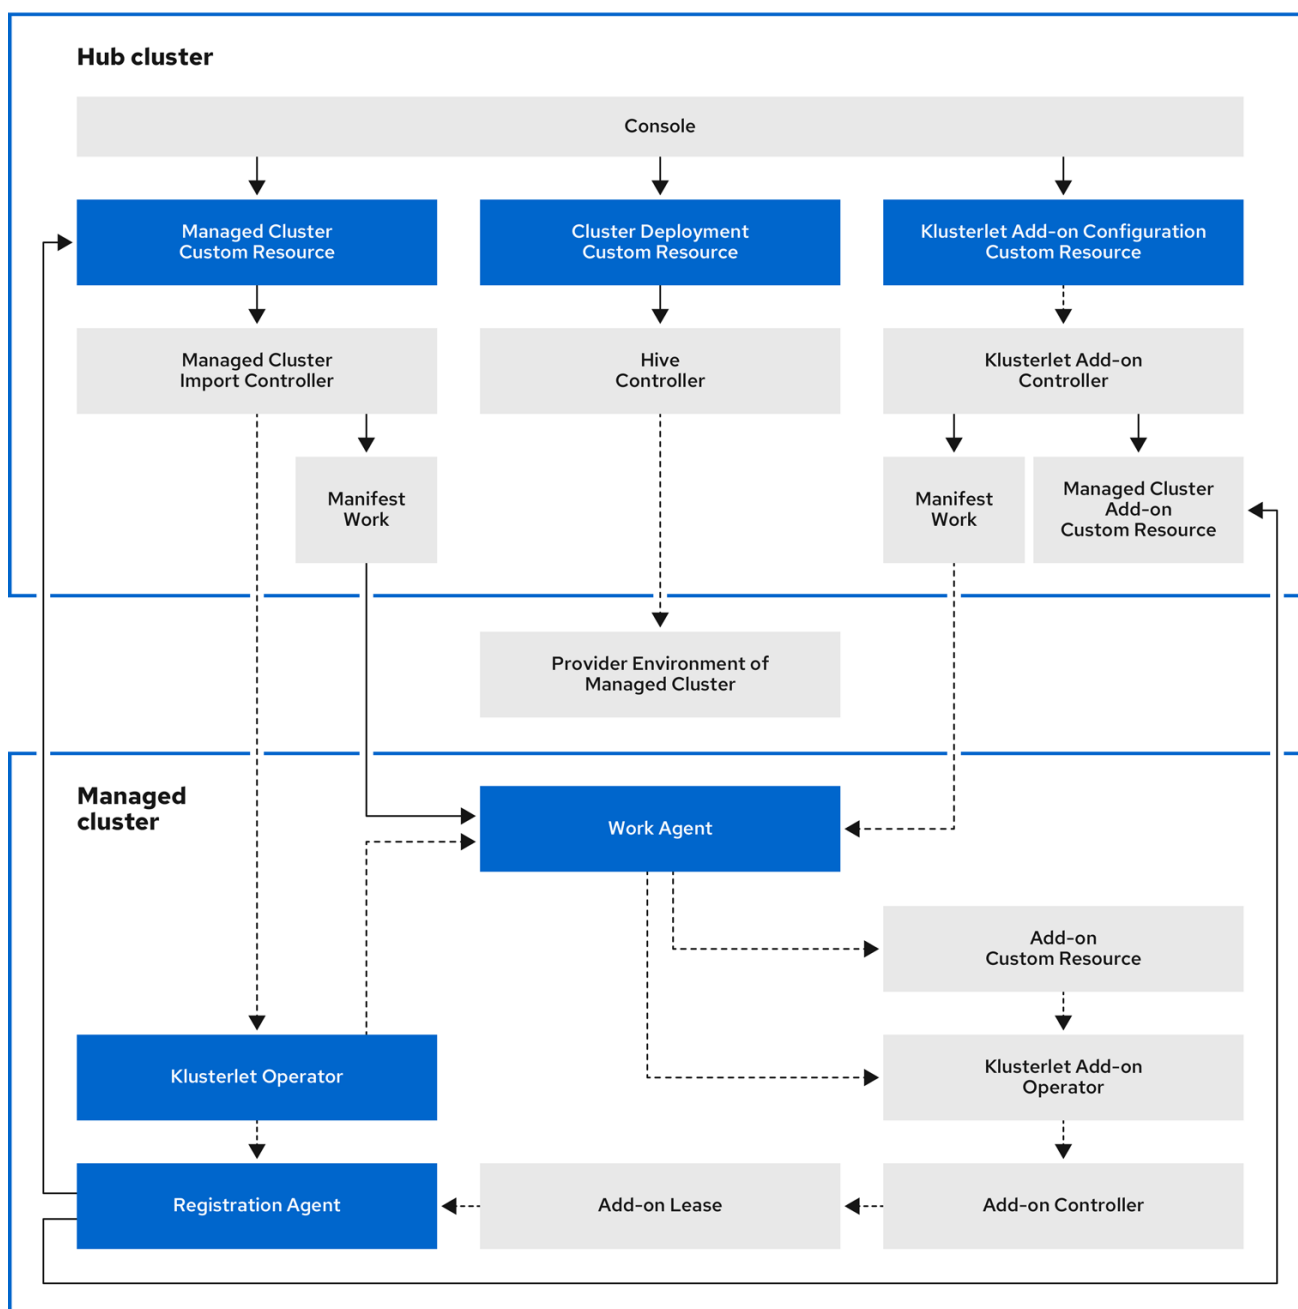 Hub cluster
Console
Managed Cluster
Custom Resource
Cluster Deployment
Custom Resource
Klusterlet Add-on Configuration
Custom Resource
Managed Cluster
Import Controller
Hive
Controller
Klusterlet Add-on
Controller
Manifest
Work
Manifest
Work
Managed Cluster
Add-on
Custom Resource
Provider Environment of
Managed Cluster
Managed
cluster
Work Agent
Add-on
Custom Resource
Klusterlet Operator
Klusterlet Add-on
Operator
Registration Agent
Add-on Lease
Add-on Controller